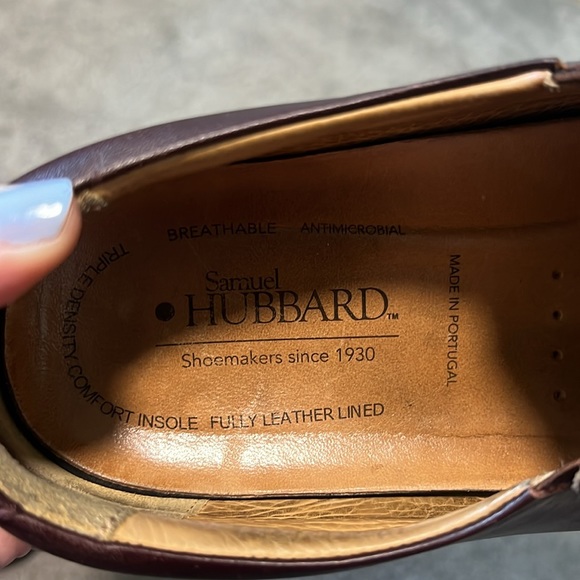 BREATHABLE ANTIMICROBIAL
Samuel
HUBBARD™
Shoemakers since 1930
TRIPLE DENSITY COMFORT INSOLE FULLY LEATHER LINED
MADE IN PORTUGAL